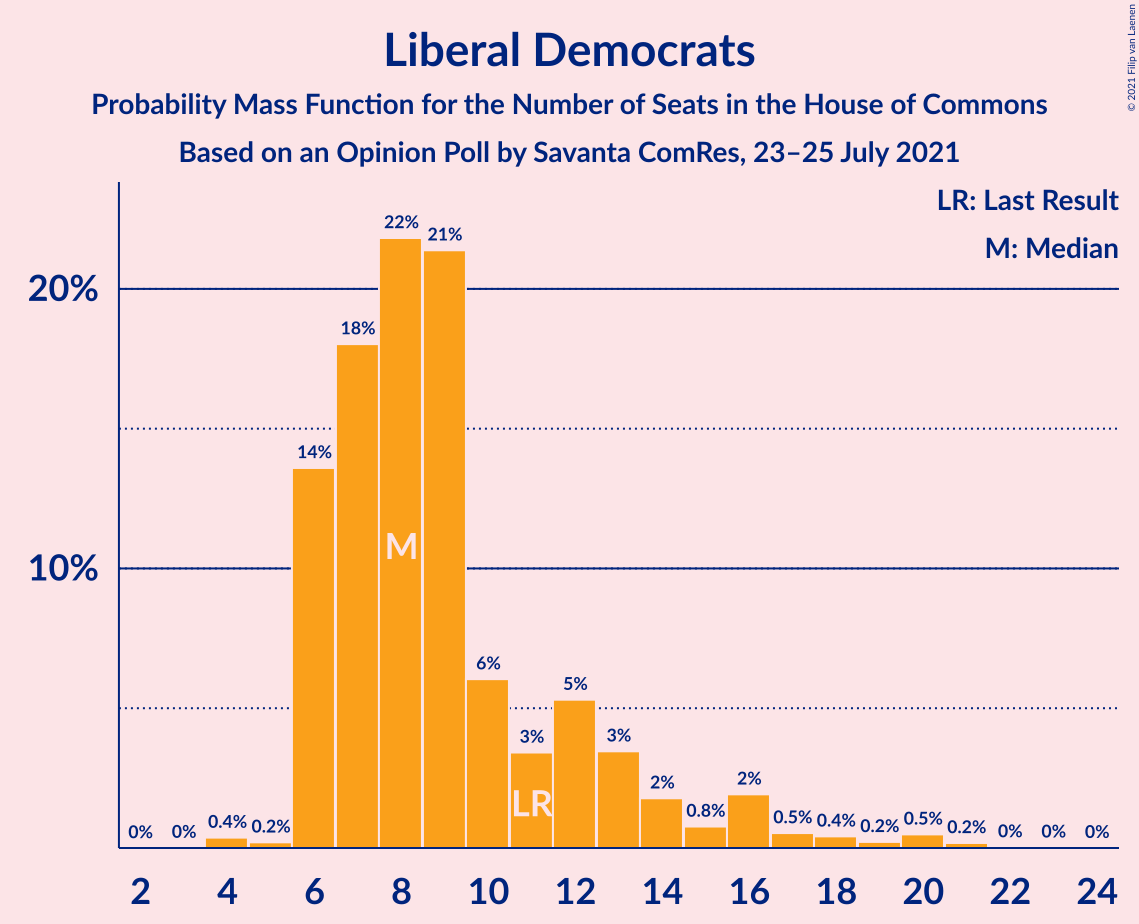 Liberal Democrats
Probability Mass Function for the Number of Seats in the House of Commons
Based on an Opinion Poll by Savanta ComRes, 23–25 July 2021
© 2021 Filip van Laenen
LR: Last Result
M: Median
20%
10%
0%
0%
0.4%
0.2%
14%
18%
22%
21%
6%
3%
5%
3%
2%
0.8%
2%
0.5%
0.4%
0.2%
0.5%
0.2%
0%
0%
0%
M
LR
2 4 6 8 10 12 14 16 18 20 22 24